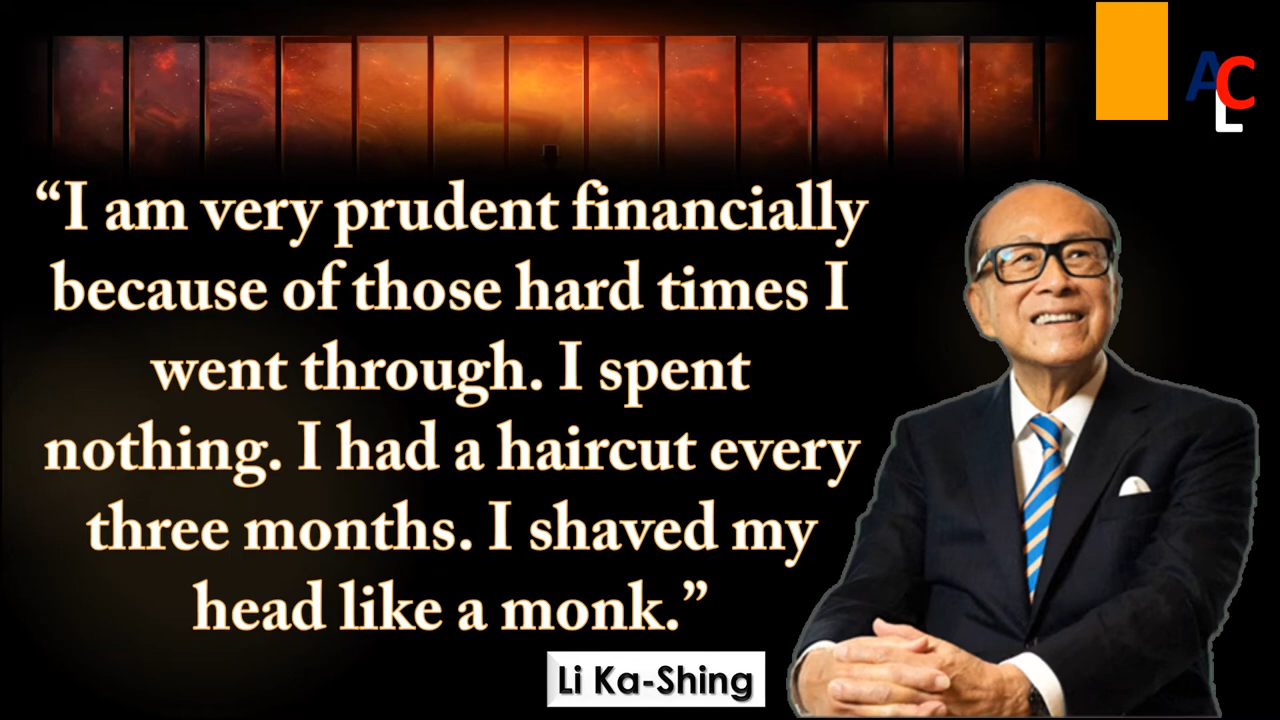 ACL
“I am very prudent financially
because of those hard times I
went through. I spent
nothing. I had a haircut every
three months. I shaved my
head like a monk.”
Li Ka-Shing